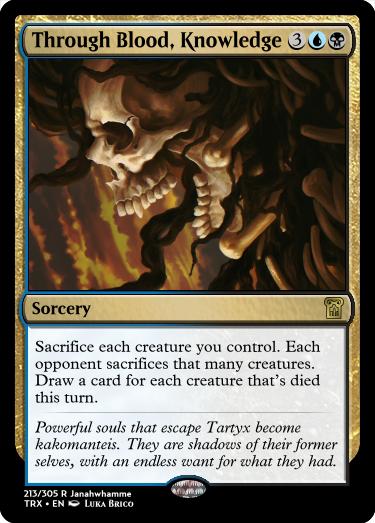 Through Blood, Knowledge 3
Sorcery
Sacrifice each creature you control. Each
opponent sacrifices that many creatures.
Draw a card for each creature that's died
this turn.
Powerful souls that escape Tartyx become
kakomanteis. They are shadows of their former
selves, with an endless want for what they had.
213/305 R Janahwhamme
TRX • EN Luka Brico